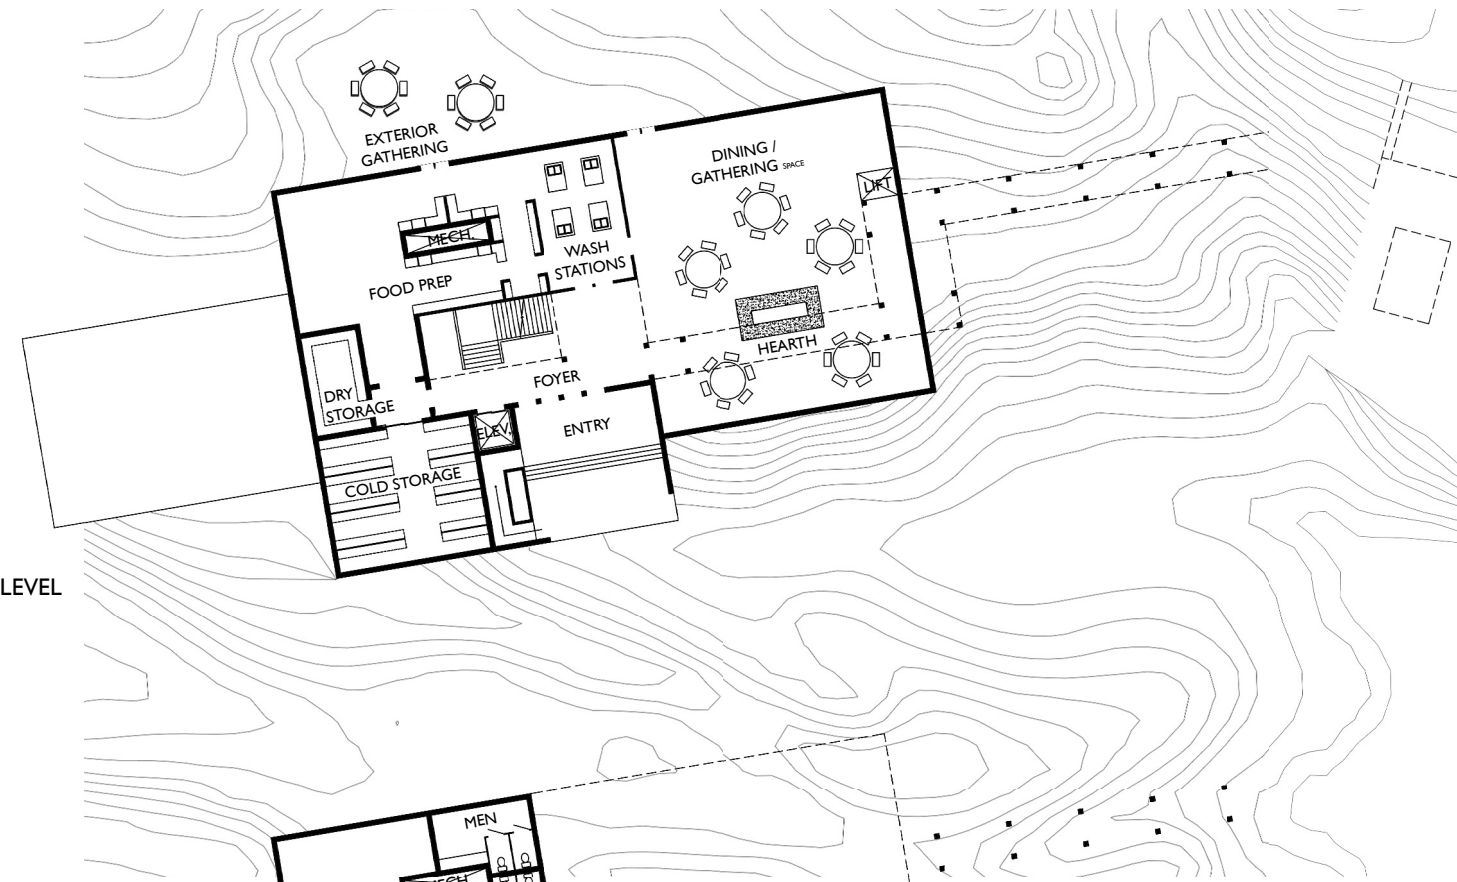 EXTERIOR
GATHERING
DINING /
GATHERING SPACE
LIFT
MECH.
WASH
STATIONS
FOOD PREP
HEARTH
FOYER
DRY
STORAGE
ELEV.
ENTRY
COLD STORAGE
LEVEL
MEN
MECH